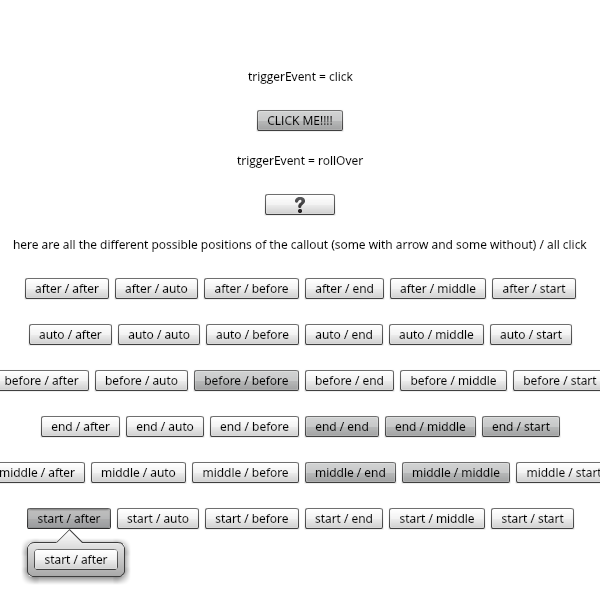 triggerEvent = click
CLICK ME!!!!
triggerEvent = rollOver
?
here are all the different possible positions of the callout (some with arrow and some without) / all click
after / after after / auto after / before after / end after / middle after / start
auto / after auto / auto auto / before auto / end auto / middle auto / start
before / after before / auto before / before before / end before / middle before / start
end / after end / auto end / before end / end end / middle end / start
middle / after middle / auto middle / before middle / end middle / middle middle / start
start / after start / auto start / before start / end start / middle start / start
start / after